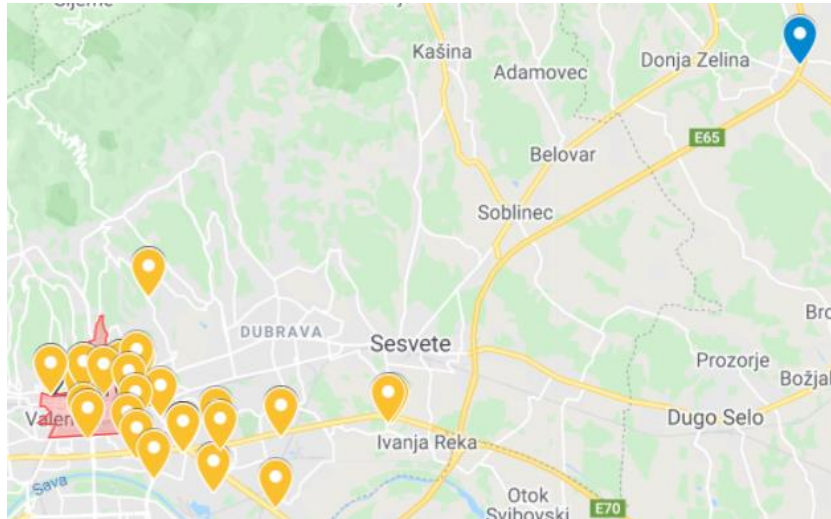 Kašina
Adamovec
Donja Zelina
E65
Belovar
Soblinec
DUBRAVA
Sesvete
Prozorje
Dugo Selo
Ivanja Reka
Sava
Otok
E70